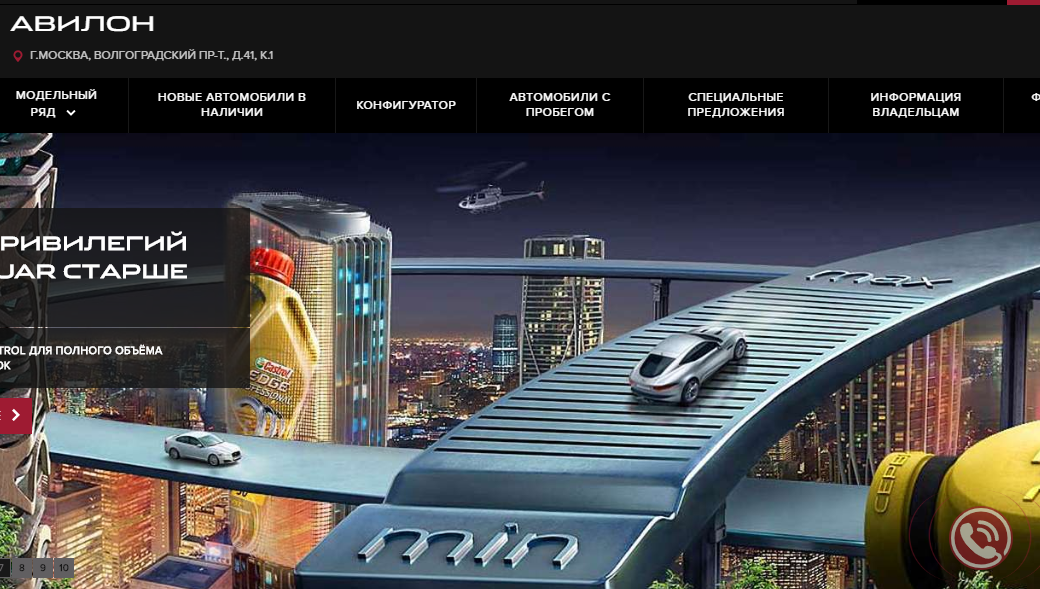 АВИЛОН
Г.МОСКВА, ВОЛГОГРАДСКИЙ ПР-Т., Д.41, К.1
МОДЕЛЬНЫЙ
РЯД
НОВЫЕ АВТОМОБИЛИ В
НАЛИЧИИ
КОНФИГУРАТОР
АВТОМОБИЛИ С
ПРОБЕГОМ
СПЕЦИАЛЬНЫЕ
ПРЕДЛОЖЕНИЯ
ИНФОРМАЦИЯ
ВЛАДЕЛЬЦАМ
Ф
РИВИЛЕГИЙ
UAR СТАРШЕ
TROL ДЛЯ ПОЛНОГО ОБЪЁМА
ОК
max
Castrol
EDGE
PROFESSIONAL
min
7 8 9 10